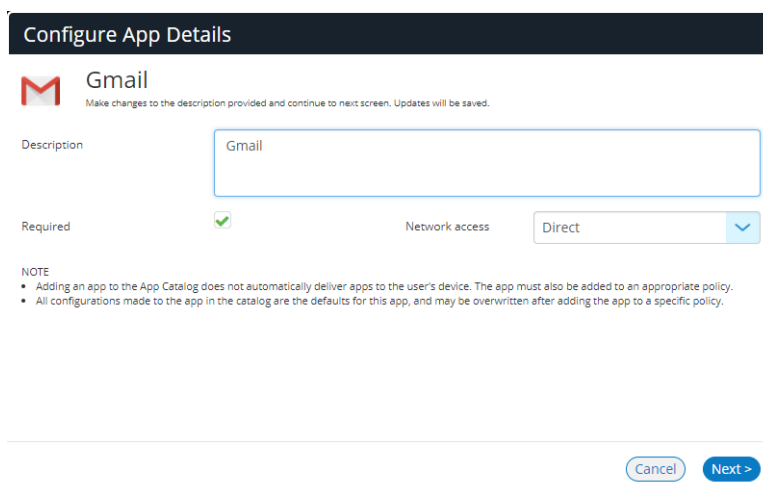 Configure App Details
Gmail
Make changes to the description provided and continue to next screen. Updates will be saved.
Description
Gmail
Required
Network access
Direct
NOTE
• Adding an app to the App Catalog does not automatically deliver apps to the user's device. The app must also be added to an appropriate policy.
• All configurations made to the app in the catalog are the defaults for this app, and may be overwritten after adding the app to a specific policy.
Cancel
Next >